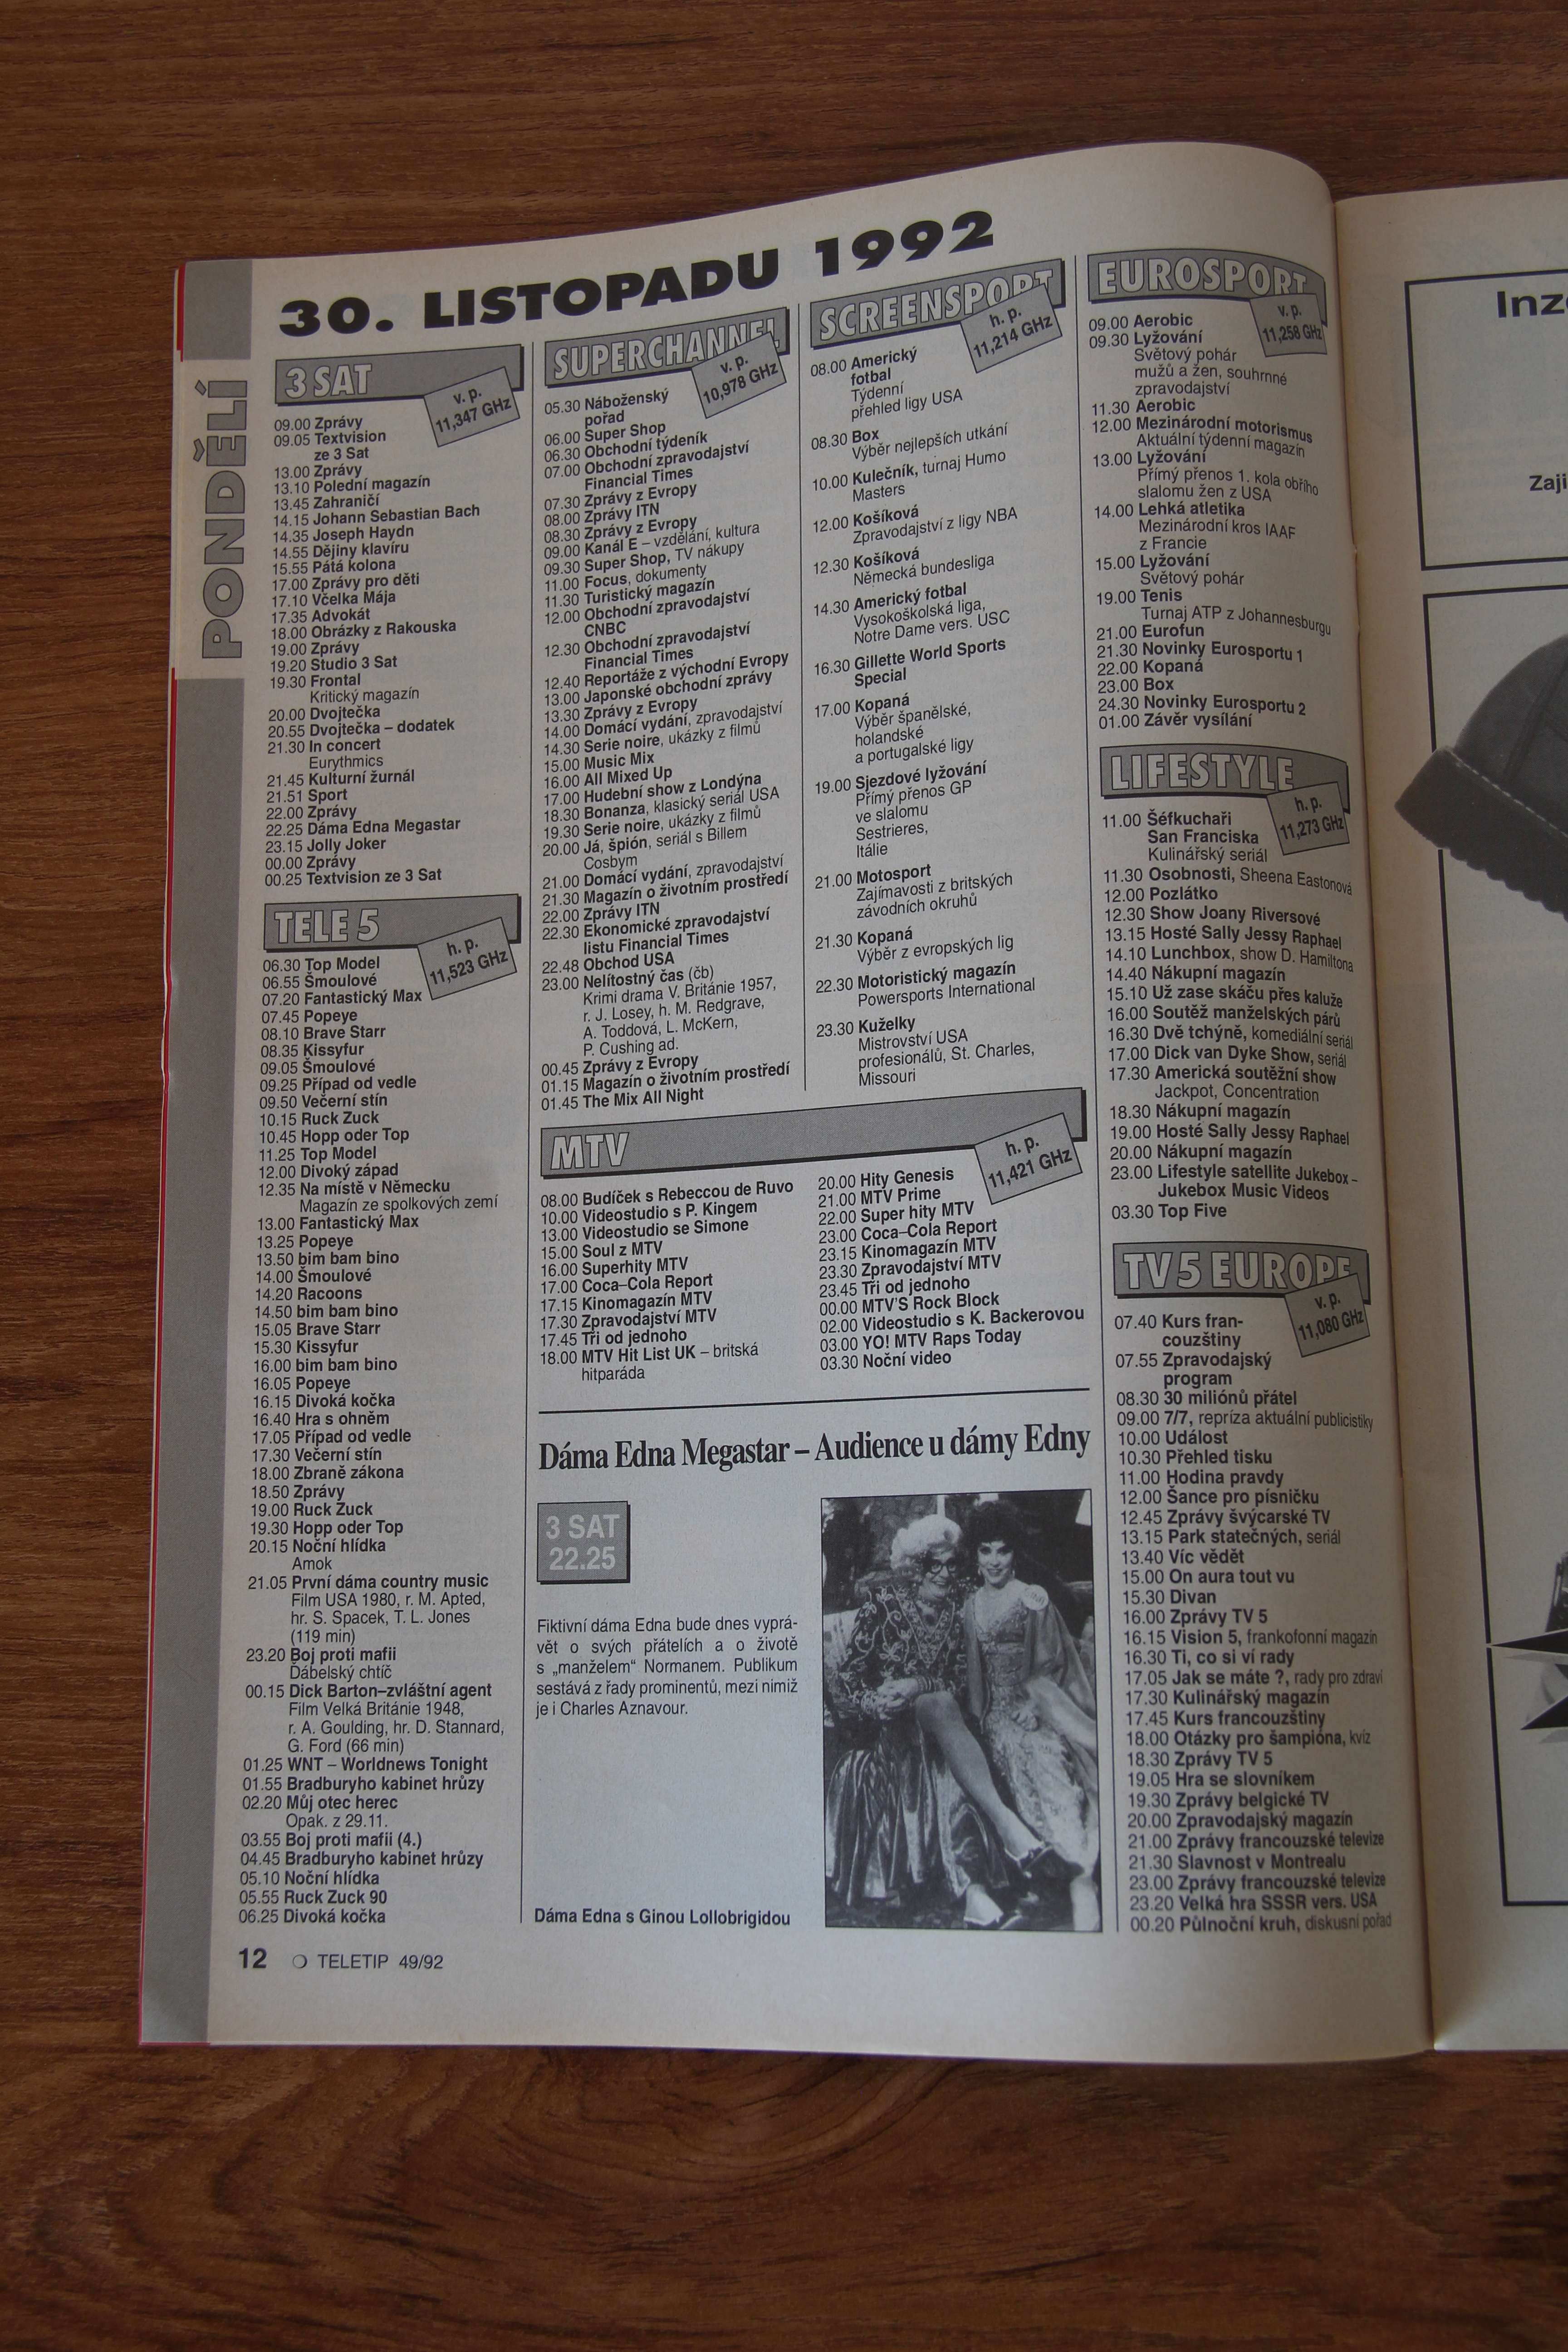 PONDĚLÍ
30. LISTOPADU 1992
3 SAT
v. p.
11,347 GHz
09.00 Zprávy
09.05 Textvision
ze 3 Sat
13.00 Zprávy
13.10 Polední magazín
13.45 Zahraničí
14.15 Johann Sebastian Bach
14.35 Joseph Haydn
14.55 Dějiny klavíru
15.55 Pátá kolona
17.00 Zprávy pro děti
17.10 Včelka Mája
17.35 Advokát
18.00 Obrázky z Rakouska
19.00 Zprávy
19.20 Studio 3 Sat
19.30 Frontal
Kritický magazín
20.00 Dvojtečka
20.55 Dvojtečka – dodatek
21.30 In concert
Eurythmics
21.45 Kulturní žurnál
21.51 Sport
22.00 Zprávy
22.25 Dáma Edna Megastar
23.15 Jolly Joker
00.00 Zprávy
00.25 Textvision ze 3 Sat
TELE 5
h. p.
11,523 GHz
06.30 Top Model
06.55 Šmoulové
07.20 Fantastický Max
07.45 Popeye
08.10 Brave Starr
08.35 Kissyfur
09.05 Šmoulové
09.25 Případ od vedle
09.50 Večerní stín
10.15 Ruck Zuck
10.45 Hopp oder Top
11.25 Top Model
12.00 Divoký západ
12.35 Na místě v Německu
Magazín ze spolkových zemí
13.00 Fantastický Max
13.25 Popeye
13.50 bim bam bino
14.00 Šmoulové
14.20 Racoons
14.50 bim bam bino
15.05 Brave Starr
15.30 Kissyfur
16.00 bim bam bino
16.05 Popeye
16.15 Divoká kočka
16.40 Hra s ohněm
17.05 Případ od vedle
17.30 Večerní stín
18.00 Zbraně zákona
18.50 Zprávy
19.00 Ruck Zuck
19.30 Hopp oder Top
20.15 Noční hlídka
Amok
21.05 První dáma country music
Film USA 1980, r. M. Apted,
hr. S. Spacek, T. L. Jones
(119 min)
23.20 Boj proti mafii
Ďábelský chtíč
00.15 Dick Barton–zvláštní agent
Film Velká Británie 1948,
r. A. Goulding, hr. D. Stannard,
G. Ford (66 min)
01.25 WNT – Worldnews Tonight
01.55 Bradburyho kabinet hrůzy
02.20 Můj otec herec
Opak. z 29.11.
03.55 Boj proti mafii (4.)
04.45 Bradburyho kabinet hrůzy
05.10 Noční hlídka
05.55 Ruck Zuck 90
06.25 Divoká kočka
SUPERCHANNEL
v. p.
10,978 GHz
05.30 Náboženský
pořad
06.00 Super Shop
06.30 Obchodní týdeník
07.00 Obchodní zpravodajství
Financial Times
07.30 Zprávy z Evropy
08.00 Zprávy ITN
08.30 Zprávy z Evropy
09.00 Kanál E – vzdělání, kultura
09.30 Super Shop, TV nákupy
11.00 Focus, dokumenty
11.30 Turistický magazín
12.00 Obchodní zpravodajství
CNBC
12.30 Obchodní zpravodajství
Financial Times
12.40 Reportáže z východní Evropy
13.00 Japonské obchodní zprávy
13.30 Zprávy z Evropy
14.00 Domácí vydání, zpravodajství
14.30 Serie noire, ukázky z filmů
15.00 Music Mix
16.00 All Mixed Up
17.00 Hudební show z Londýna
18.30 Bonanza, klasický seriál USA
19.30 Serie noire, ukázky z filmů
20.00 Já, špión, seriál s Billem
Cosbym
21.00 Domácí vydání, zpravodajství
21.30 Magazín o životním prostředí
22.00 Zprávy ITN
22.30 Ekonomické zpravodajství
listu Financial Times
22.48 Obchod USA
23.00 Nelítostný čas (čb)
Krimi drama V. Británie 1957,
r. J. Losey, h. M. Redgrave,
A. Toddová, L. McKern,
P. Cushing ad.
00.45 Zprávy z Evropy
01.15 Magazín o životním prostředí
01.45 The Mix All Night
SCREENSPORT
h. p.
11,214 GHz
08.00 Americký
fotbal
Týdenní
přehled ligy USA
08.30 Box
Výběr nejlepších utkání
10.00 Kulečník, turnaj Humo
Masters
12.00 Košíková
Zpravodajství z ligy NBA
12.30 Košíková
Německá bundesliga
14.30 Americký fotbal
Vysokoškolská liga,
Notre Dame vers. USC
16.30 Gillette World Sports
Special
17.00 Kopaná
Výběr španělské,
holandské
a portugalské ligy
19.00 Sjezdové lyžování
Přímý přenos GP
ve slalomu
Sestrieres,
Itálie
21.00 Motosport
Zajímavosti z britských
závodních okruhů
21.30 Kopaná
Výběr z evropských lig
22.30 Motoristický magazín
Powersports International
23.30 Kuželky
Mistrovství USA
profesionálů, St. Charles,
Missouri
MTV
h. p.
11,421 GHz
08.00 Budíček s Rebeccou de Ruvo
10.00 Videostudio s P. Kingem
13.00 Videostudio se Simone
15.00 Soul z MTV
16.00 Superhity MTV
17.00 Coca–Cola Report
17.15 Kinomagazín MTV
17.30 Zpravodajství MTV
17.45 Tři od jednoho
18.00 MTV Hit List UK – britská
hitparáda
20.00 Hity Genesis
21.00 MTV Prime
22.00 Super hity MTV
23.00 Coca–Cola Report
23.15 Kinomagazín MTV
23.30 Zpravodajství MTV
23.45 Tři od jednoho
00.00 MTV'S Rock Block
02.00 Videostudio s K. Backerovou
03.00 YO! MTV Raps Today
03.30 Noční video
Dáma Edna Megastar – Audience u dámy Edny
3 SAT
22.25
Fiktivní dáma Edna bude dnes vyprá-
vět o svých přátelích a o životě
s „manželem“ Normanem. Publikum
sestává z řady prominentů, mezi nimiž
je i Charles Aznavour.
Dáma Edna s Ginou Lollobrigidou
EUROSPORT
v. p.
11,258 GHz
09.00 Aerobic
09.30 Lyžování
Světový pohár
mužů a žen, souhrnné
zpravodajství
11.30 Aerobic
12.00 Mezinárodní motorismus
Aktuální týdenní magazín
13.00 Lyžování
Přímý přenos 1. kola obřího
slalomu žen z USA
14.00 Lehká atletika
Mezinárodní kros IAAF
z Francie
15.00 Lyžování
Světový pohár
19.00 Tenis
Turnaj ATP z Johannesburgu
21.00 Eurofun
21.30 Novinky Eurosportu 1
22.00 Kopaná
23.00 Box
24.30 Novinky Eurosportu 2
01.00 Závěr vysílání
LIFESTYLE
h. p.
11,273 GHz
11.00 Šéfkuchaři
San Franciska
Kulinářský seriál
11.30 Osobnosti, Sheena Eastonová
12.00 Pozlátko
12.30 Show Joany Riversové
13.15 Hosté Sally Jessy Raphael
14.10 Lunchbox, show D. Hamiltona
14.40 Nákupní magazín
15.10 Už zase skáču přes kaluže
16.00 Soutěž manželských párů
16.30 Dvě tchýně, komediální seriál
17.00 Dick van Dyke Show, seriál
17.30 Americká soutěžní show
Jackpot, Concentration
18.30 Nákupní magazín
19.00 Hosté Sally Jessy Raphael
20.00 Nákupní magazín
23.00 Lifestyle satellite Jukebox –
Jukebox Music Videos
03.30 Top Five
TV 5 EUROPE
v. p.
11,080 GHz
07.40 Kurs fran-
couzštiny
07.55 Zpravodajský
program
08.30 30 miliónů přátel
09.00 7/7, repríza aktuální publicistiky
10.00 Událost
10.30 Přehled tisku
11.00 Hodina pravdy
12.00 Šance pro písničku
12.45 Zprávy švýcarské TV
13.15 Park statečných, seriál
13.40 Víc vědět
15.00 On aura tout vu
15.30 Divan
16.00 Zprávy TV 5
16.15 Vision 5, frankofonní magazín
16.30 Ti, co si ví rady
17.05 Jak se máte ?, rady pro zdraví
17.30 Kulinářský magazín
17.45 Kurs francouzštiny
18.00 Otázky pro šampióna, kvíz
18.30 Zprávy TV 5
19.05 Hra se slovníkem
19.30 Zprávy belgické TV
20.00 Zpravodajský magazín
21.00 Zprávy francouzské televize
21.30 Slavnost v Montrealu
23.00 Zprávy francouzské televize
23.20 Velká hra SSSR vers. USA
00.20 Půlnoční kruh, diskusní pořad
12 ❍ TELETIP 49/92
Inz
Zaji